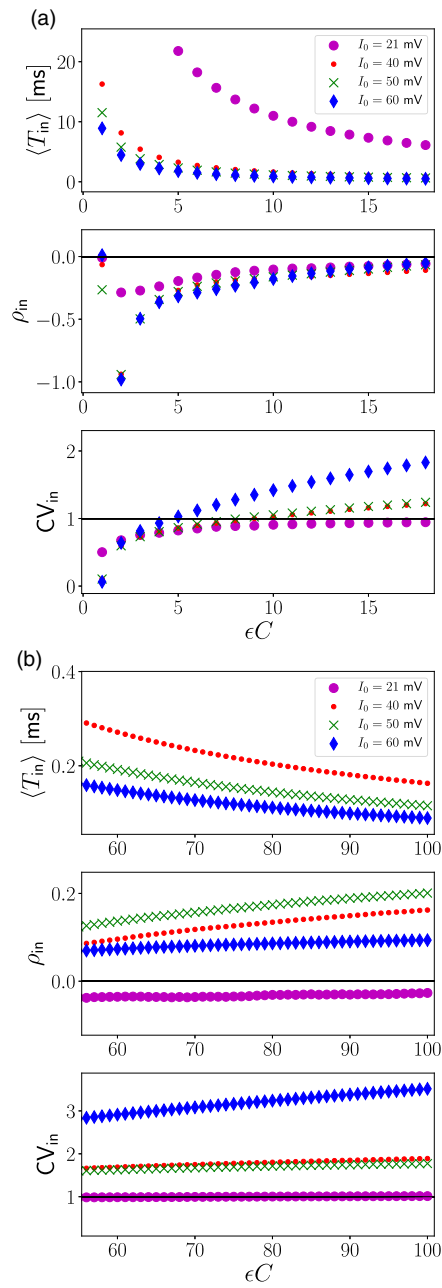 (a)
⟨T_in⟩ [ms]
20
10
0
I_0 = 21 mV
I_0 = 40 mV
I_0 = 50 mV
I_0 = 60 mV
0 5 10 15
ρ_in
0.0
−0.5
−1.0
0 5 10 15
CV_in
2
1
0
0 5 10 15
ϵC
(b)
⟨T_in⟩ [ms]
0.4
0.2
I_0 = 21 mV
I_0 = 40 mV
I_0 = 50 mV
I_0 = 60 mV
60 70 80 90 100
ρ_in
0.2
0.0
60 70 80 90 100
CV_in
3
2
1
60 70 80 90 100
ϵC